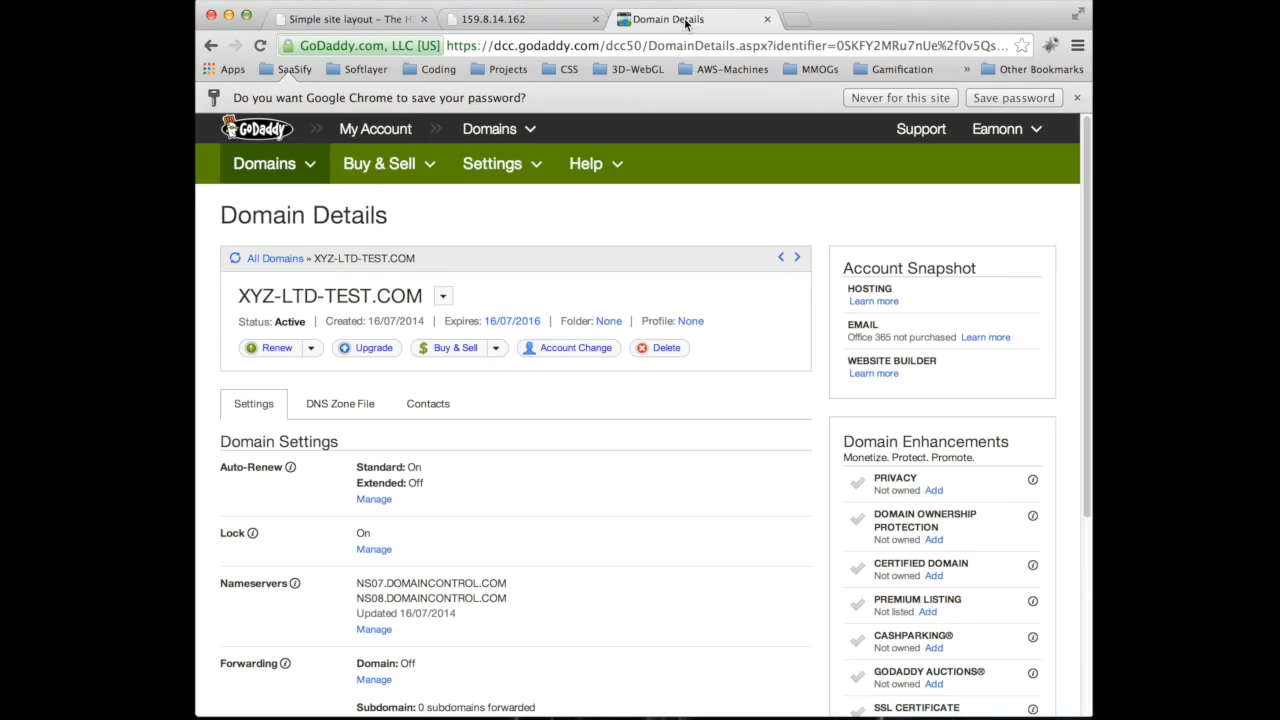 Simple site layout – The H
159.8.14.162
Domain Details
GoDaddy.com, LLC [US] https://dcc.godaddy.com/dcc50/DomainDetails.aspx?identifier=0SKFY2MRu7nUe%2f0v5Qs...
Apps SaaSify Softlayer Coding Projects CSS 3D-WebGL AWS-Machines MMOGs Gamification » Other Bookmarks
Do you want Google Chrome to save your password? Never for this site Save password
GoDaddy My Account Domains Support Eamonn
Domains Buy & Sell Settings Help
Domain Details
All Domains » XYZ-LTD-TEST.COM
XYZ-LTD-TEST.COM
Status: Active | Created: 16/07/2014 | Expires: 16/07/2016 | Folder: None | Profile: None
Renew Upgrade Buy & Sell Account Change Delete
Settings DNS Zone File Contacts
Domain Settings
Auto-Renew Standard: On
Extended: Off
Manage
Lock On
Manage
Nameservers NS07.DOMAINCONTROL.COM
NS08.DOMAINCONTROL.COM
Updated 16/07/2014
Manage
Forwarding Domain: Off
Manage
Subdomain: 0 subdomains forwarded
Account Snapshot
HOSTING
Learn more
EMAIL
Office 365 not purchased Learn more
WEBSITE BUILDER
Learn more
Domain Enhancements
Monetize. Protect. Promote.
PRIVACY
Not owned Add
DOMAIN OWNERSHIP
PROTECTION
Not owned Add
CERTIFIED DOMAIN
Not owned Add
PREMIUM LISTING
Not listed Add
CASHPARKING®
Not owned Add
GODADDY AUCTIONS®
Not owned Add
SSL CERTIFICATE